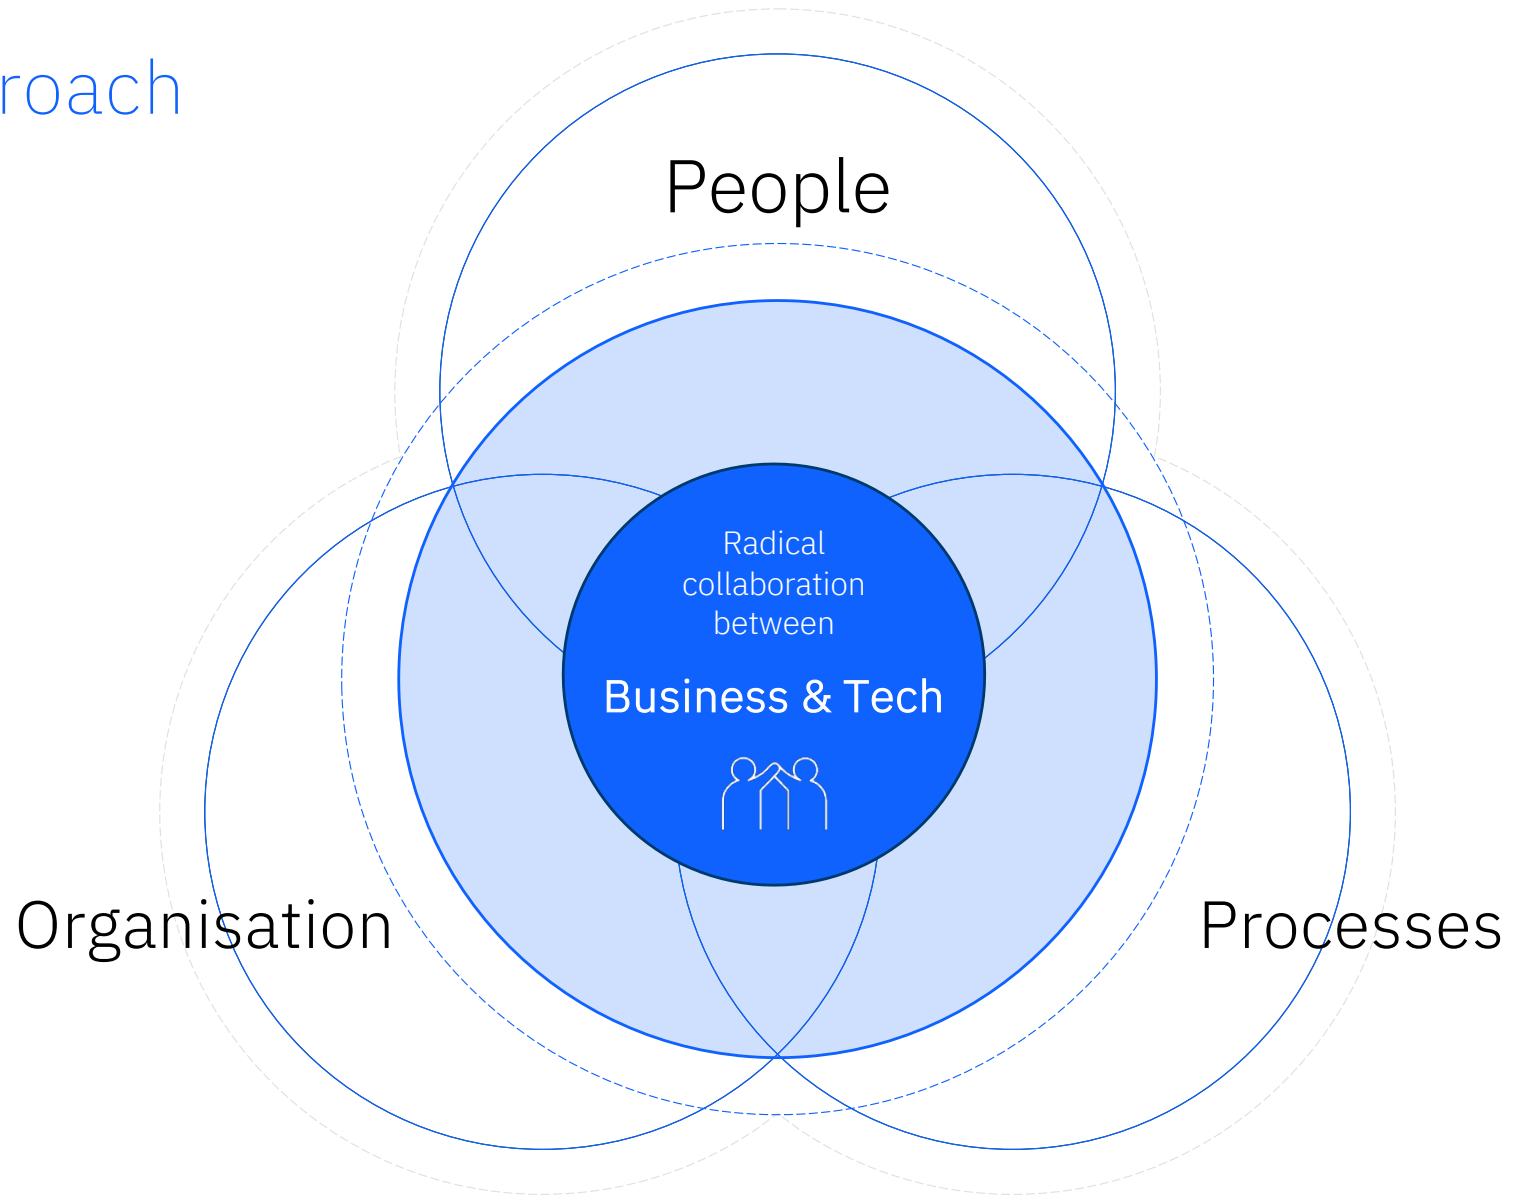 roach
People
Radical
collaboration
between
Business & Tech
Organisation
Processes